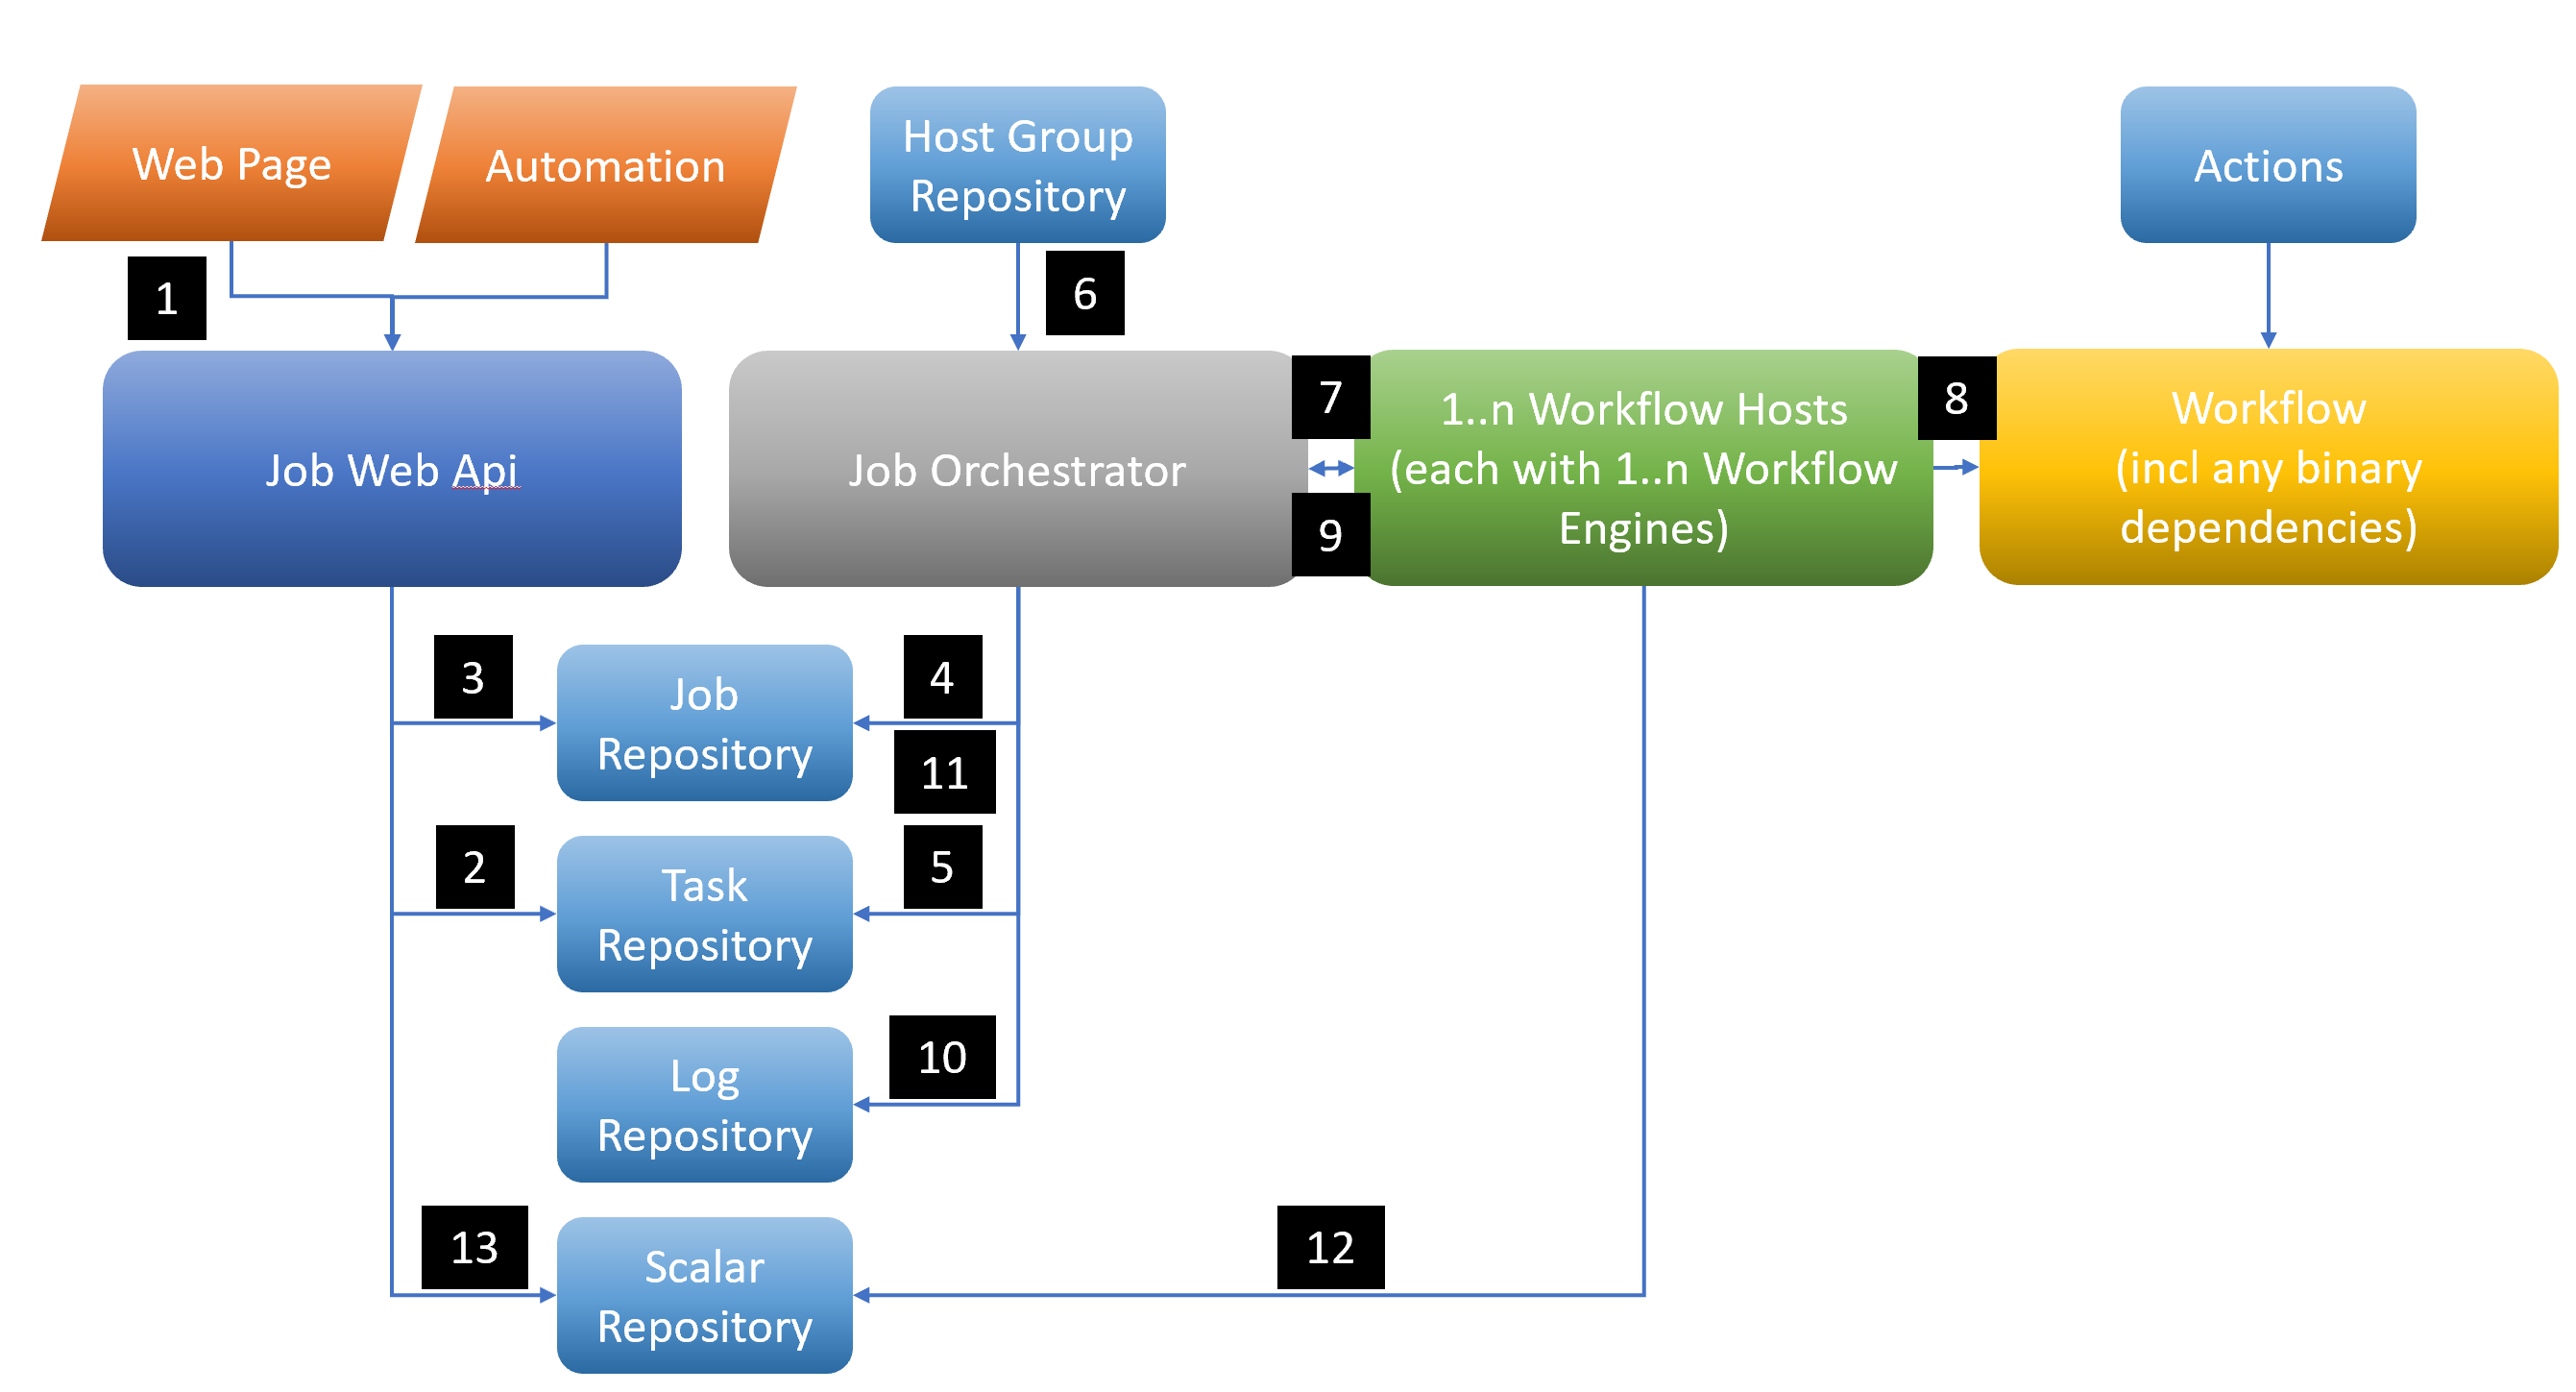 Web Page
Automation
Host Group
Repository
Actions
1
6
Job Web Api
Job Orchestrator
7
9
1..n Workflow Hosts
(each with 1..n Workflow
Engines)
8
Workflow
(incl any binary
dependencies)
3
Job
Repository
4
11
2
Task
Repository
5
Log
Repository
10
13
Scalar
Repository
12